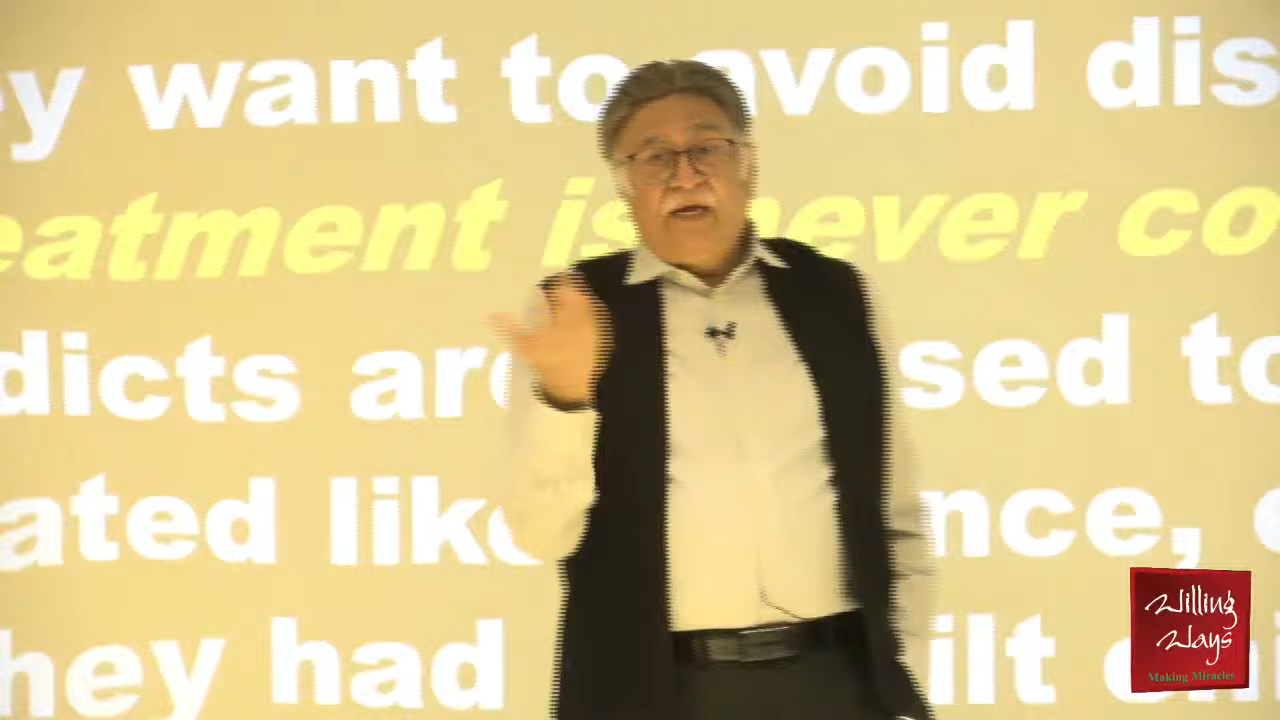 ey want to avoid dis
eatment is never co
dicts are sed to
ated like nce,
hey had ilt
Willing
Ways
Making Miracles